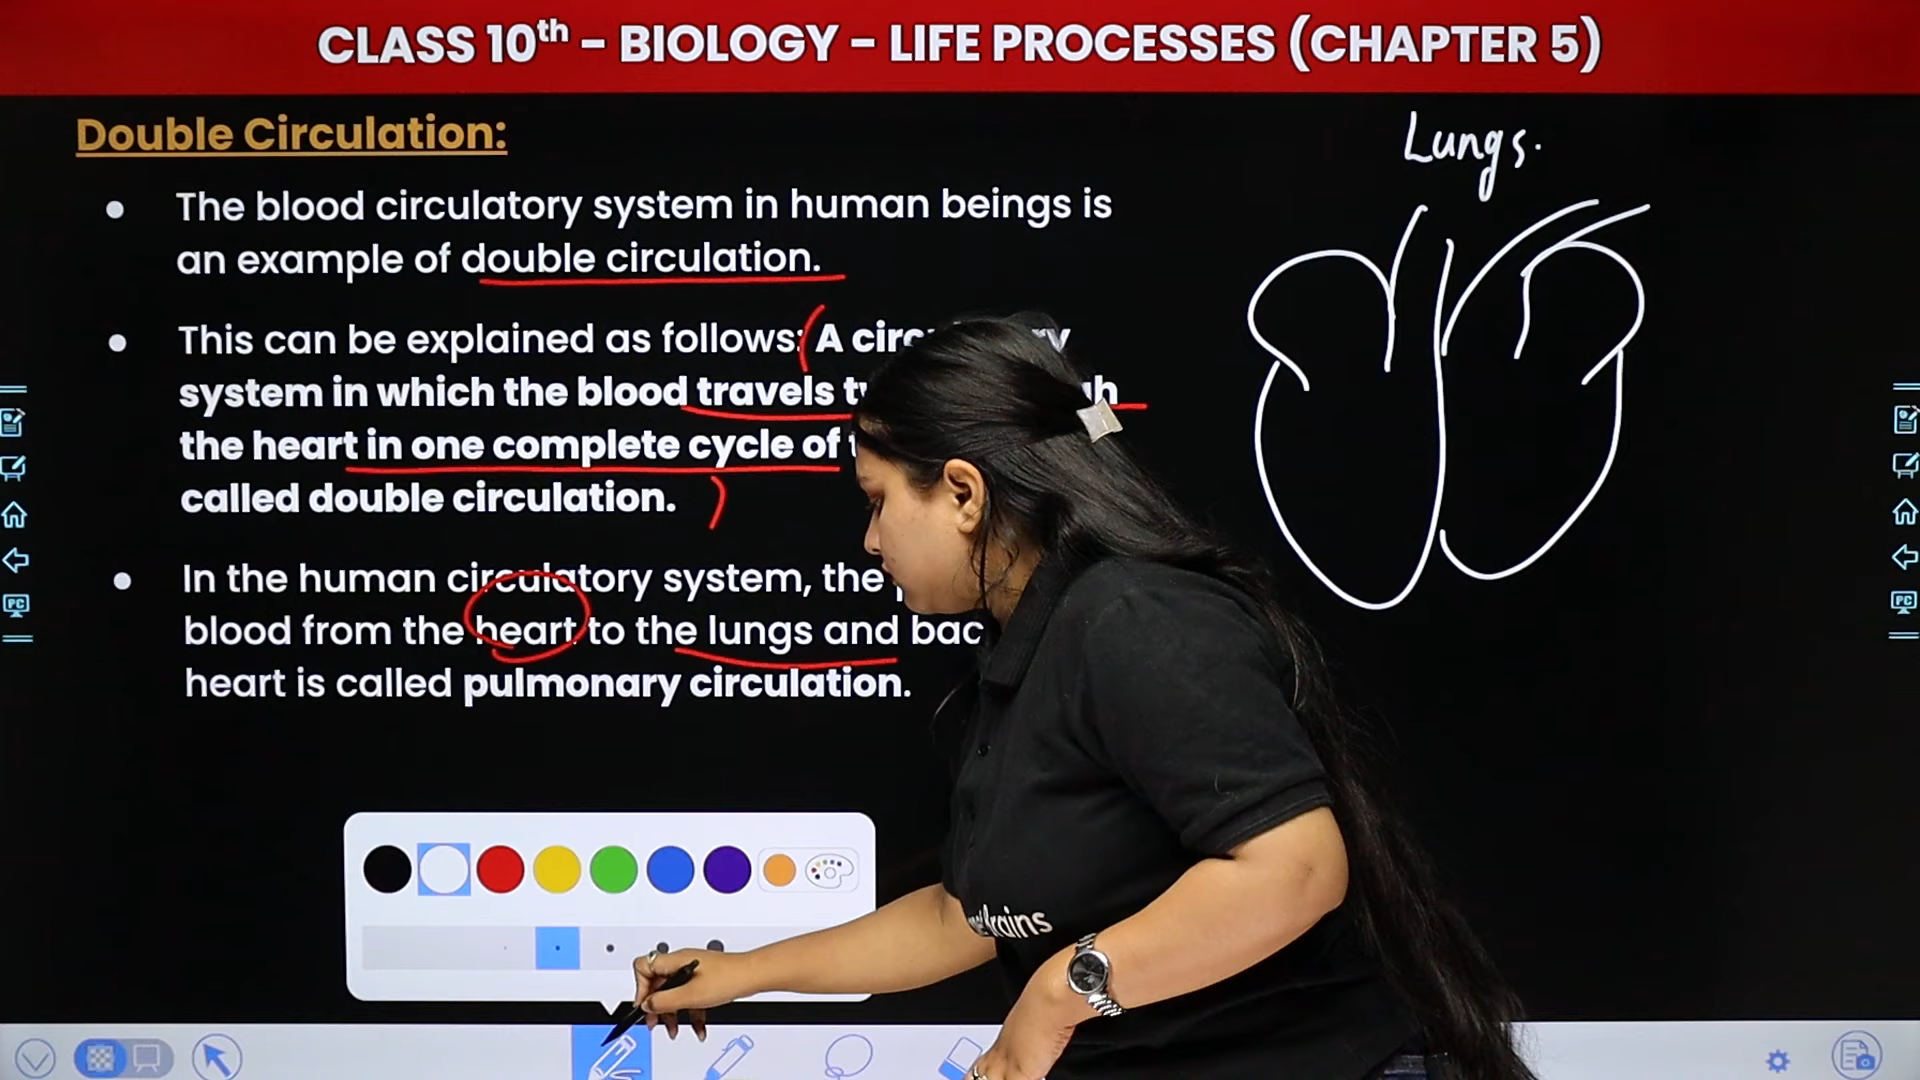 CLASS 10th – BIOLOGY – LIFE PROCESSES (CHAPTER 5)
Double Circulation:
Lungs.
• The blood circulatory system in human beings is
an example of double circulation.
• This can be explained as follows: A
system in which the blood travels
the heart in one complete cycle of
called double circulation.
• In the human circulatory system, the
blood from the heart to the lungs and
heart is called pulmonary circulation.
PC
PC